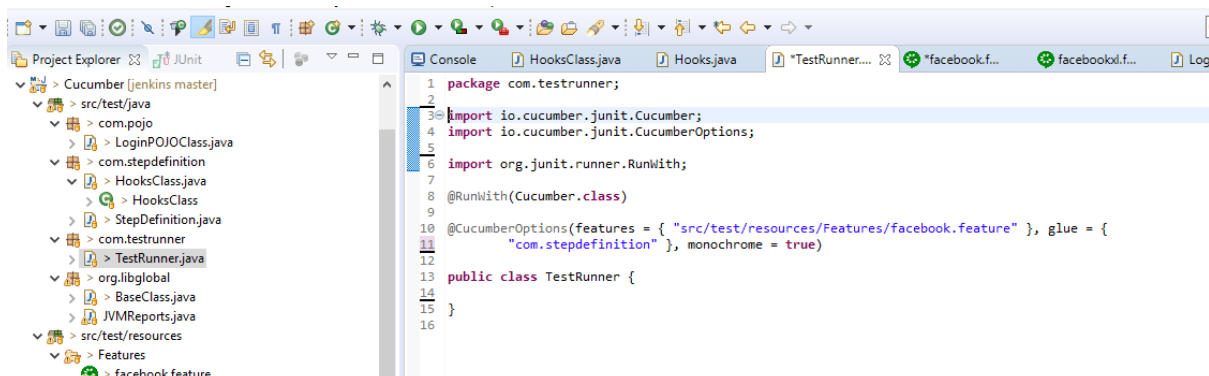 Project Explorer JUnit
Console HooksClass.java Hooks.java *TestRunner.... *facebook.f... facebookxl.f... Log
> Cucumber [jenkins master]
> src/test/java
> com.pojo
> LoginPOJOClass.java
> com.stepdefinition
> HooksClass.java
> HooksClass
> StepDefinition.java
> com.testrunner
> TestRunner.java
> org.libglobal
> BaseClass.java
JVMReports.java
> src/test/resources
> Features
> facebook.feature
1 package com.testrunner;
2
3 import io.cucumber.junit.Cucumber;
4 import io.cucumber.junit.CucumberOptions;
5
6 import org.junit.runner.RunWith;
7
8 @RunWith(Cucumber.class)
9
10 @CucumberOptions(features = { "src/test/resources/Features/facebook.feature" }, glue = {
11 "com.stepdefinition" }, monochrome = true)
12
13 public class TestRunner {
14
15 }
16